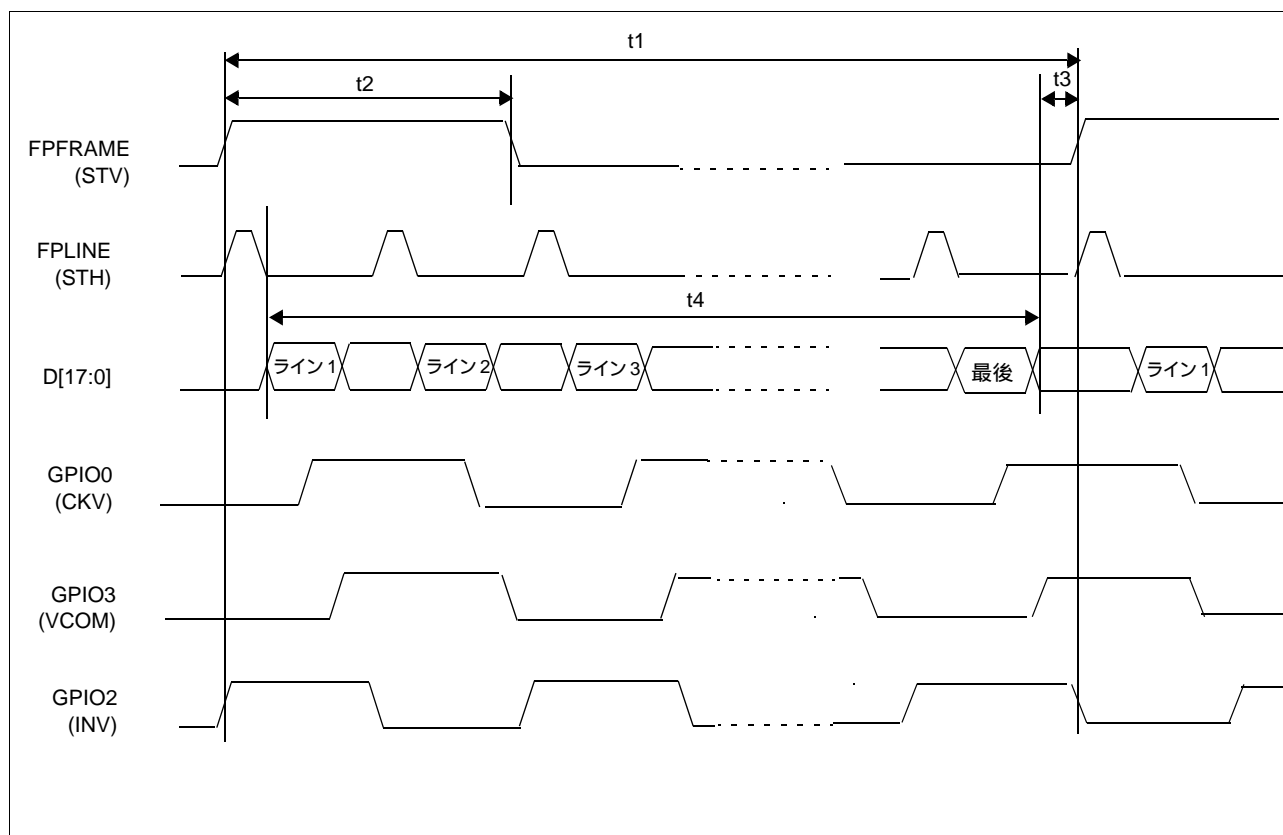 t1
t2
t3
FPFRAME
(STV)
FPLINE
(STH)
t4
D[17:0]
ライン 1
ライン 2
ライン 3
最後
ライン 1
GPIO0
(CKV)
GPIO3
(VCOM)
GPIO2
(INV)